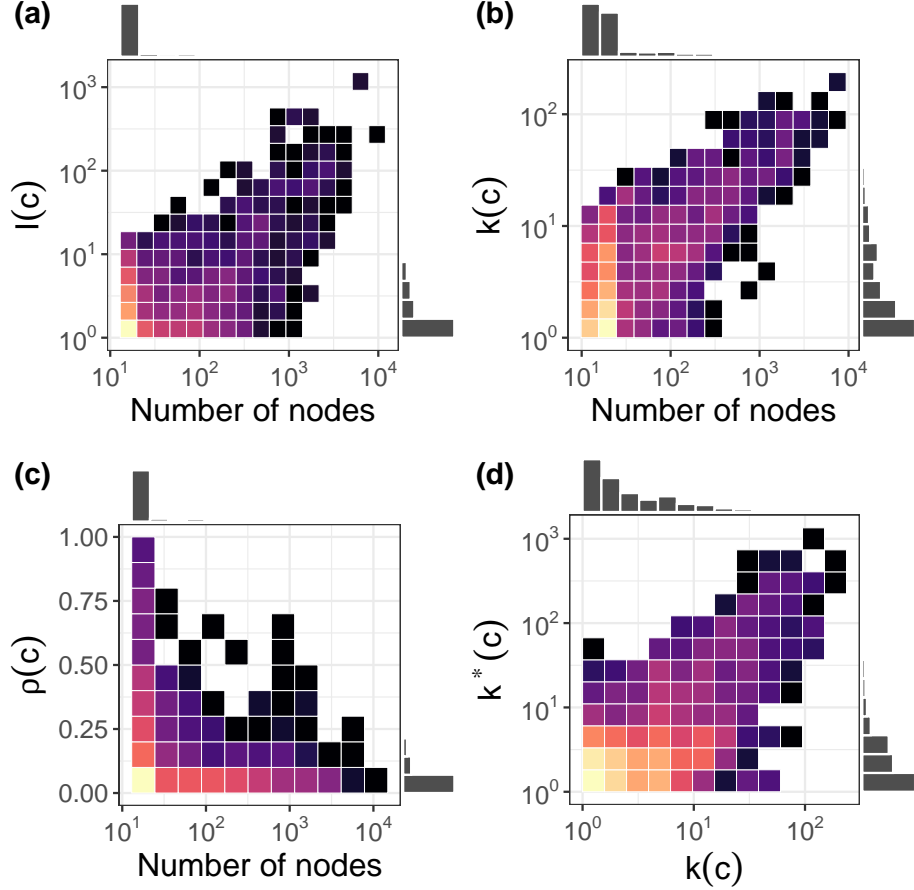 (a)
10³
10²
10¹
10⁰
l(c)
10¹ 10² 10³ 10⁴
Number of nodes
(b)
10²
10¹
10⁰
k(c)
10¹ 10² 10³ 10⁴
Number of nodes
(c)
1.00
0.75
0.50
0.25
0.00
ρ(c)
10¹ 10² 10³ 10⁴
Number of nodes
(d)
10³
10²
10¹
10⁰
k*(c)
10⁰ 10¹ 10²
k(c)